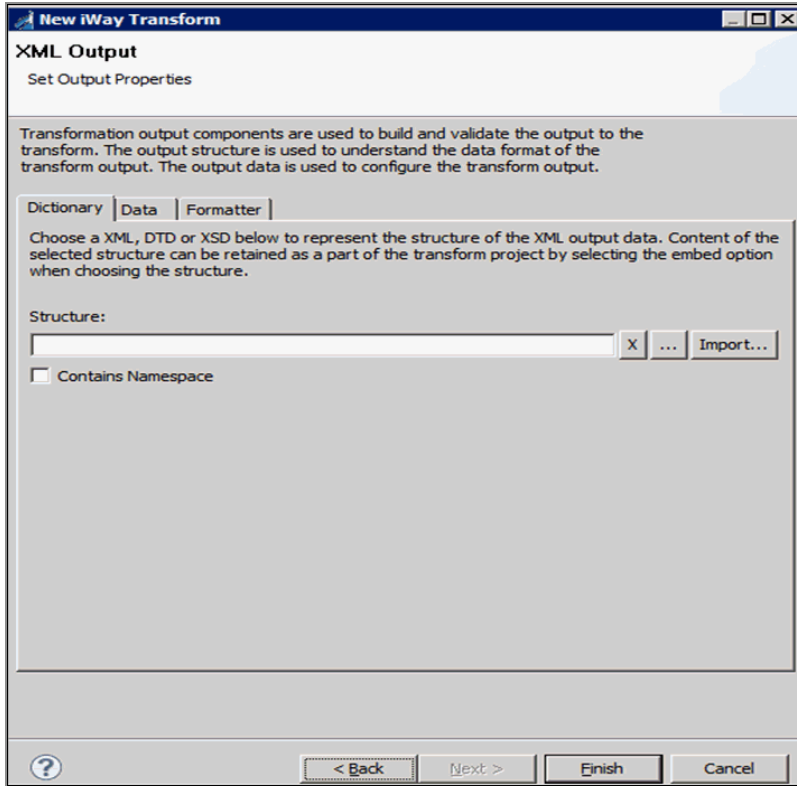 New iWay Transform
XML Output
Set Output Properties
Transformation output components are used to build and validate the output to the
transform. The output structure is used to understand the data format of the
transform output. The output data is used to configure the transform output.
Dictionary Data Formatter
Choose a XML, DTD or XSD below to represent the structure of the XML output data. Content of the
selected structure can be retained as a part of the transform project by selecting the embed option
when choosing the structure.
Structure:
X ... Import...
Contains Namespace
? < Back Next > Finish Cancel